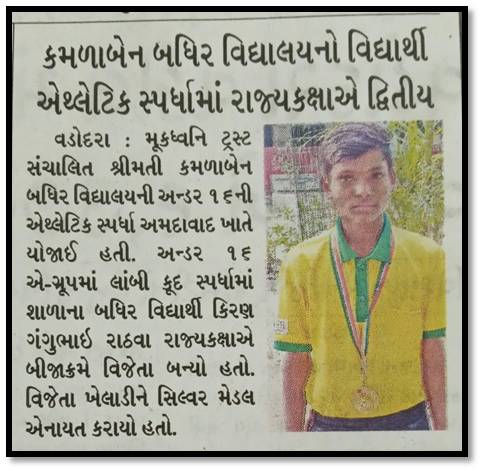 કમળાબેન બધિર વિદ્યાલયનો વિદ્યાર્થી
એથ્લેટિક સ્પર્ધામાં રાજ્યકક્ષાએ દ્વિતીય
વડોદરા : મૂકધ્વનિ ટ્રસ્ટ
સંચાલિત શ્રીમતી કમળાબેન
બધિર વિદ્યાલયની અન્ડર ૧૬ની
એથ્લેટિક સ્પર્ધા અમદાવાદ ખાતે
યોજાઈ હતી. અન્ડર ૧૬
એ-ગ્રૂપમાં લાંબી કૂદ સ્પર્ધામાં
શાળાના બધિર વિદ્યાર્થી કિરણ
ગંગુભાઇ રાઠવા રાજ્યકક્ષાએ
બીજાક્રમે વિજેતા બન્યો હતો.
વિજેતા ખેલાડીને સિલ્વર મેડલ
એનાયત કરાયો હતો.